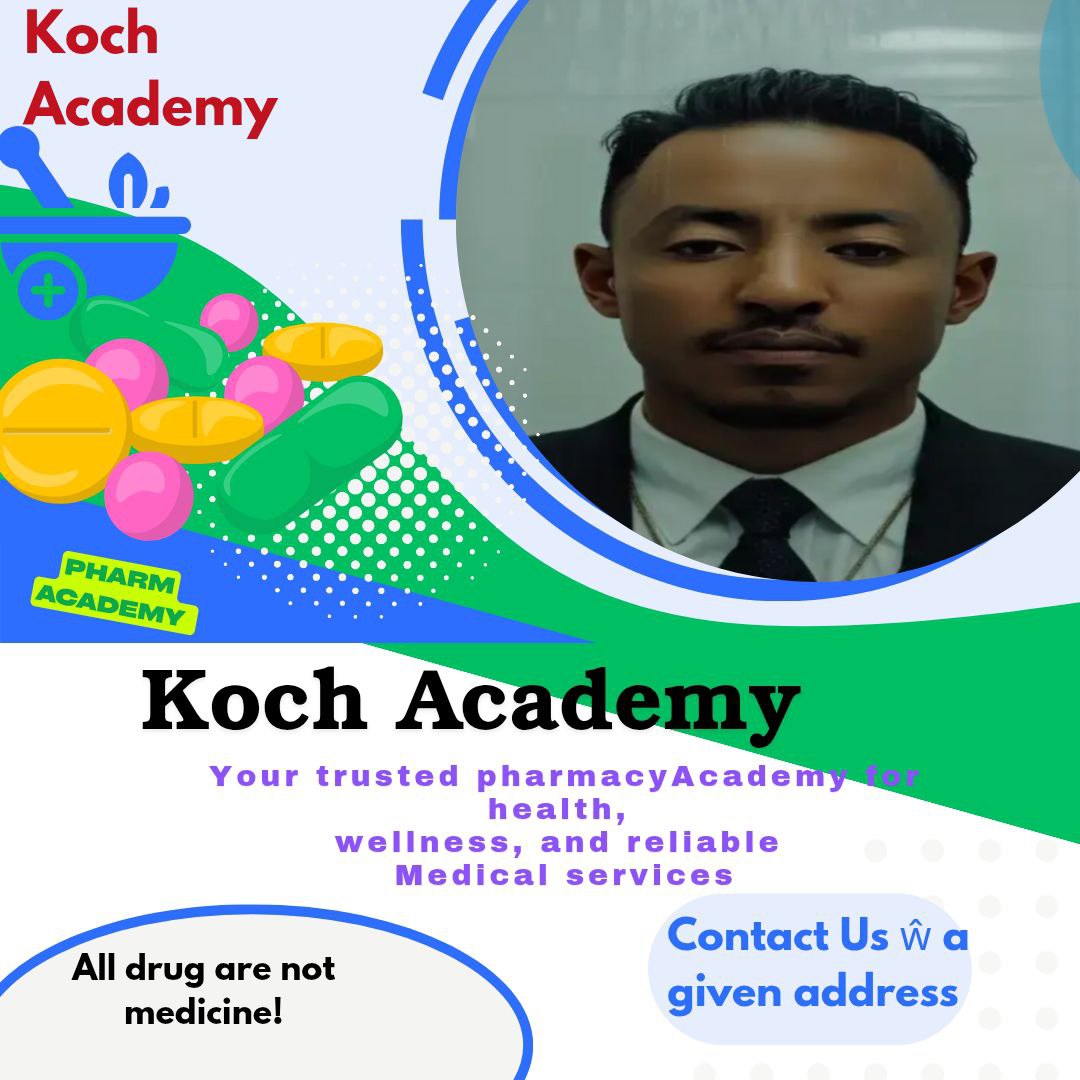 Koch
Academy
PHARM
ACADEMY
Koch Academy
Your trusted pharmacyAcademy for
health,
wellness, and reliable
Medical services
All drug are not
medicine!
Contact Us ŵ a
given address